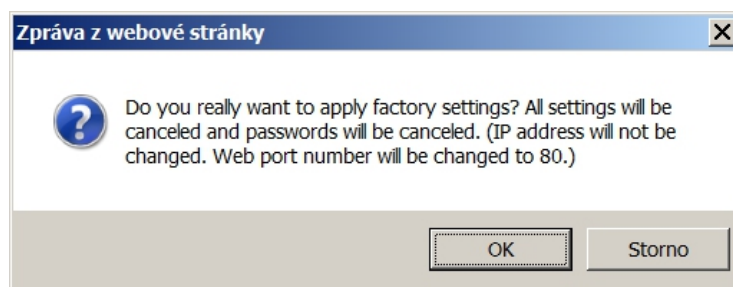 Zpráva z webové stránky
Do you really want to apply factory settings? All settings will be
canceled and passwords will be canceled. (IP address will not be
changed. Web port number will be changed to 80.)
OK
Storno